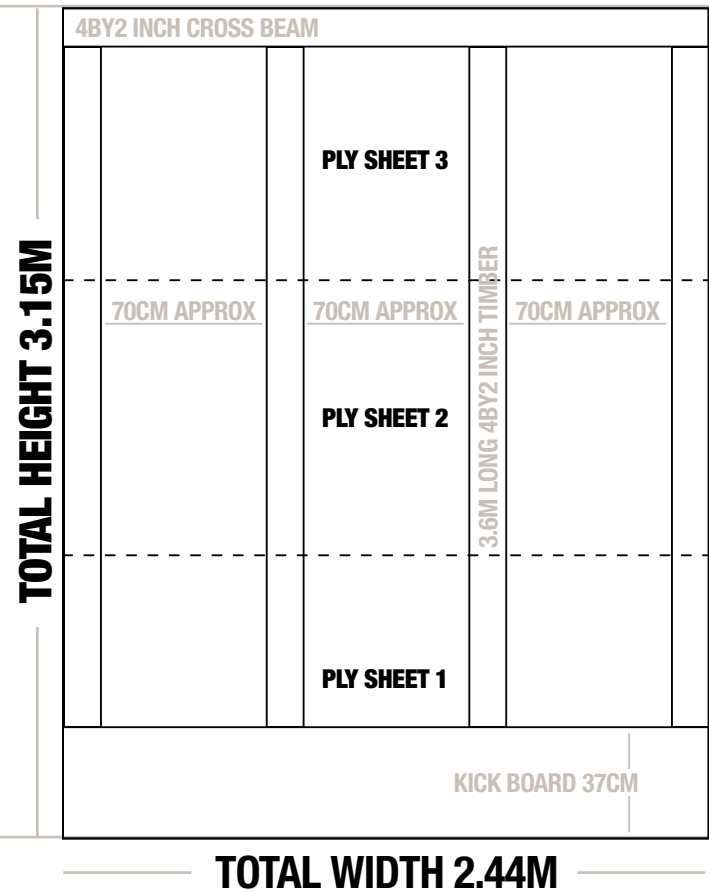 4BY2 INCH CROSS BEAM
PLY SHEET 3
TOTAL HEIGHT 3.15M
70CM APPROX
70CM APPROX
3.6M LONG 4BY2 INCH TIMBER
70CM APPROX
PLY SHEET 2
PLY SHEET 1
KICK BOARD 37CM
TOTAL WIDTH 2.44M